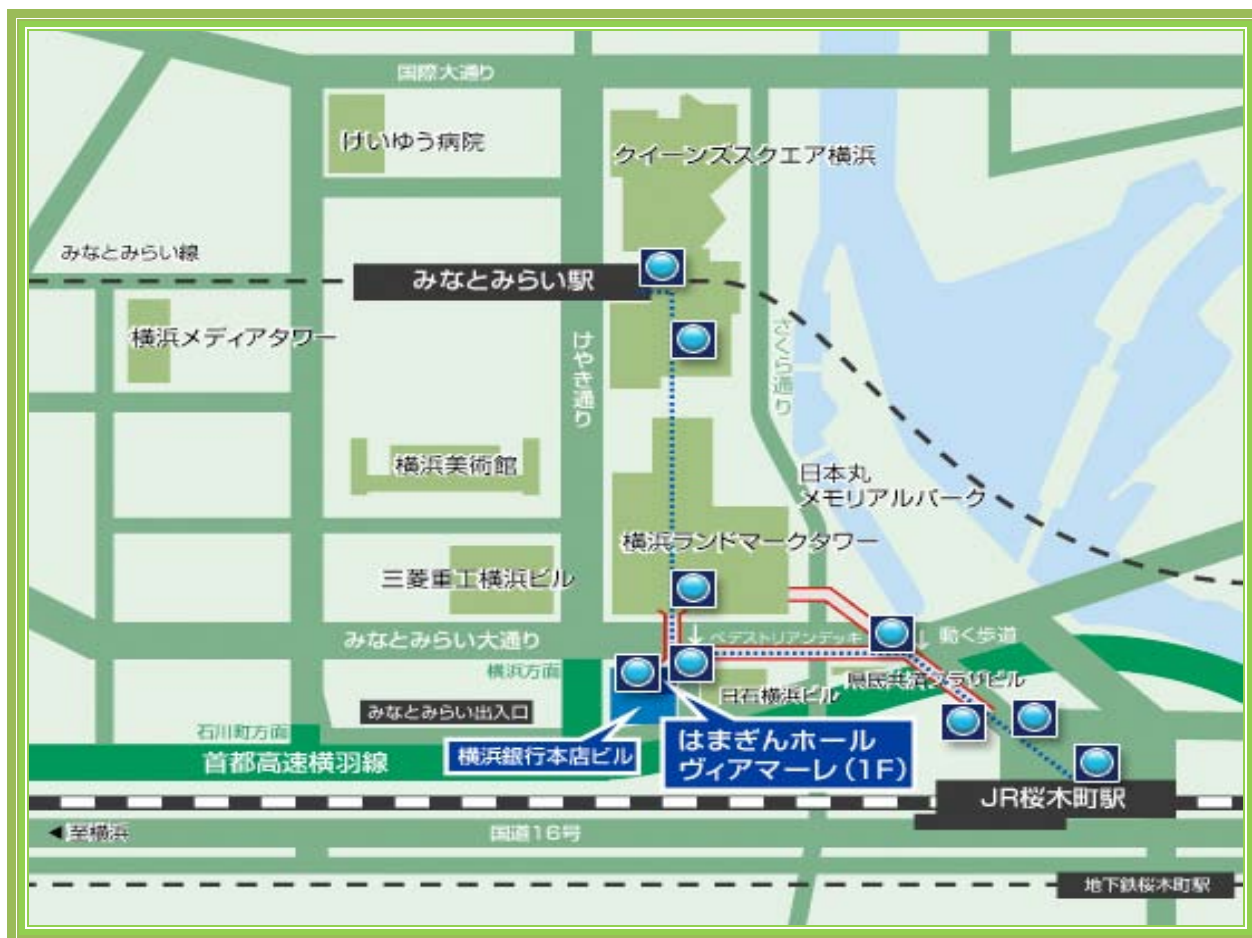 国際大通り
けいゆう病院
クイーンズスクエア横浜
みなとみらい線
みなとみらい駅
横浜メディアタワー
けやき通り
さくら通り
横浜美術館
日本丸
メモリアルパーク
横浜ランドマークタワー
三菱重工横浜ビル
みなとみらい大通り
↓ペデストリアンデッキ
↓動く歩道
横浜方面
日石横浜ビル
県民共済プラザビル
みなとみらい出入口
石川町方面
首都高速横羽線
横浜銀行本店ビル
はまぎんホール
ヴィアマーレ(1F)
JR桜木町駅
◀至横浜
国道16号
地下鉄桜木町駅